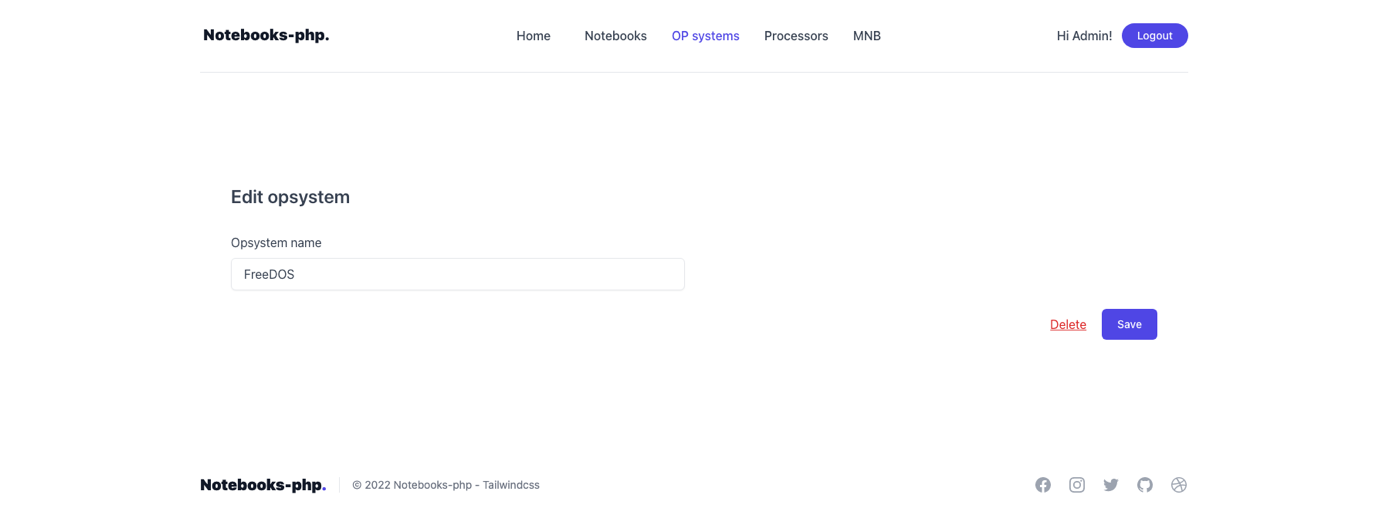 Notebooks-php. Home Notebooks OP systems Processors MNB Hi Admin! Logout
Edit opsystem
Opsystem name
FreeDOS
Delete Save
Notebooks-php. © 2022 Notebooks-php - Tailwindcss